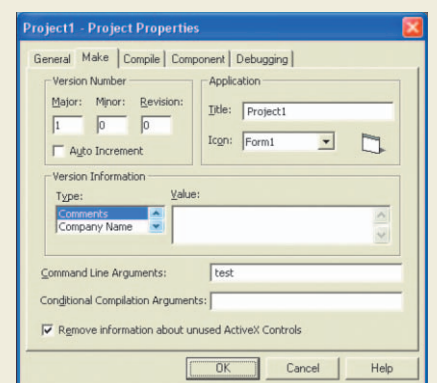 Project1 - Project Properties
General Make Compile Component Debugging
Version Number
Major: Minor: Revision:
1 0 0
Auto Increment
Application
Title: Project1
Icon: Form1
Version Information
Type: Value:
Comments
Company Name
Command Line Arguments: test
Conditional Compilation Arguments:
Remove information about unused ActiveX Controls
OK Cancel Help